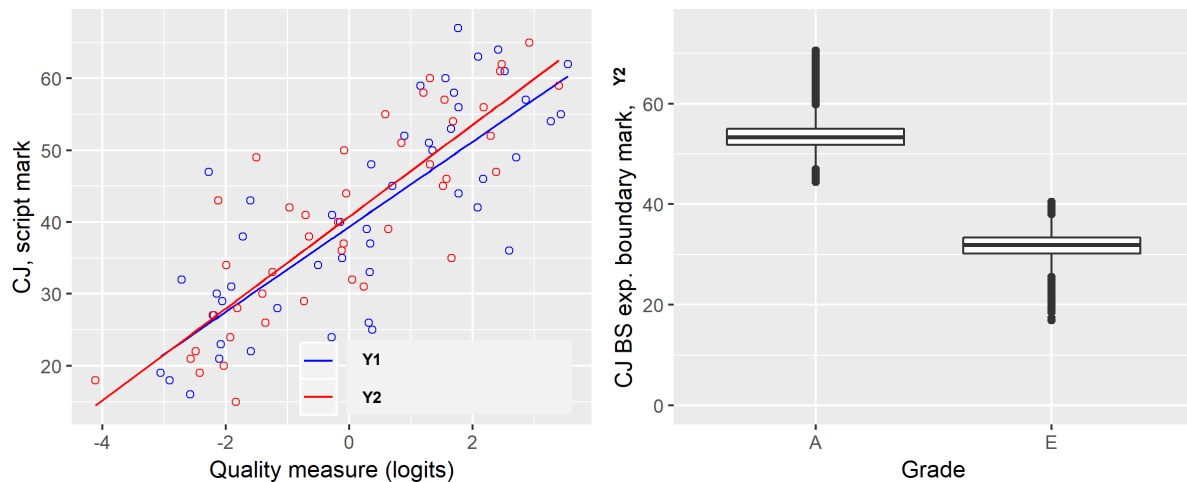 CJ, script mark
60
50
40
30
20
-4
-2
0
2
Quality measure (logits)
Y1
Y2
CJ BS exp. boundary mark, Y2
60
40
20
0
A
E
Grade